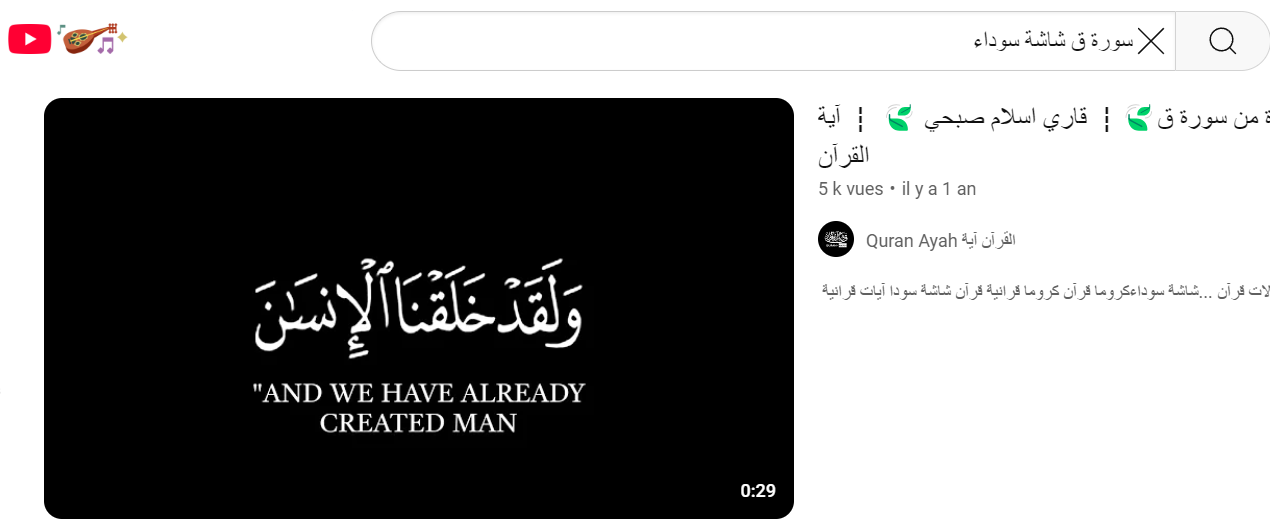 سورة ق شاشة سوداء
ة من سورة ق 🍃 ┇ قاري اسلام صبحي 🍃 ┇ آية
القرآن
5 k vues • il y a 1 an
Quran Ayah القرآن آية
لات قرآن ...شاشة سوداءكروما قرآن كروما قرانية قرآن شاشة سودا آيات قرانية
وَلَقَدْ خَلَقْنَا ٱلْإِنسَـٰنَ
"AND WE HAVE ALREADY
CREATED MAN
0:29